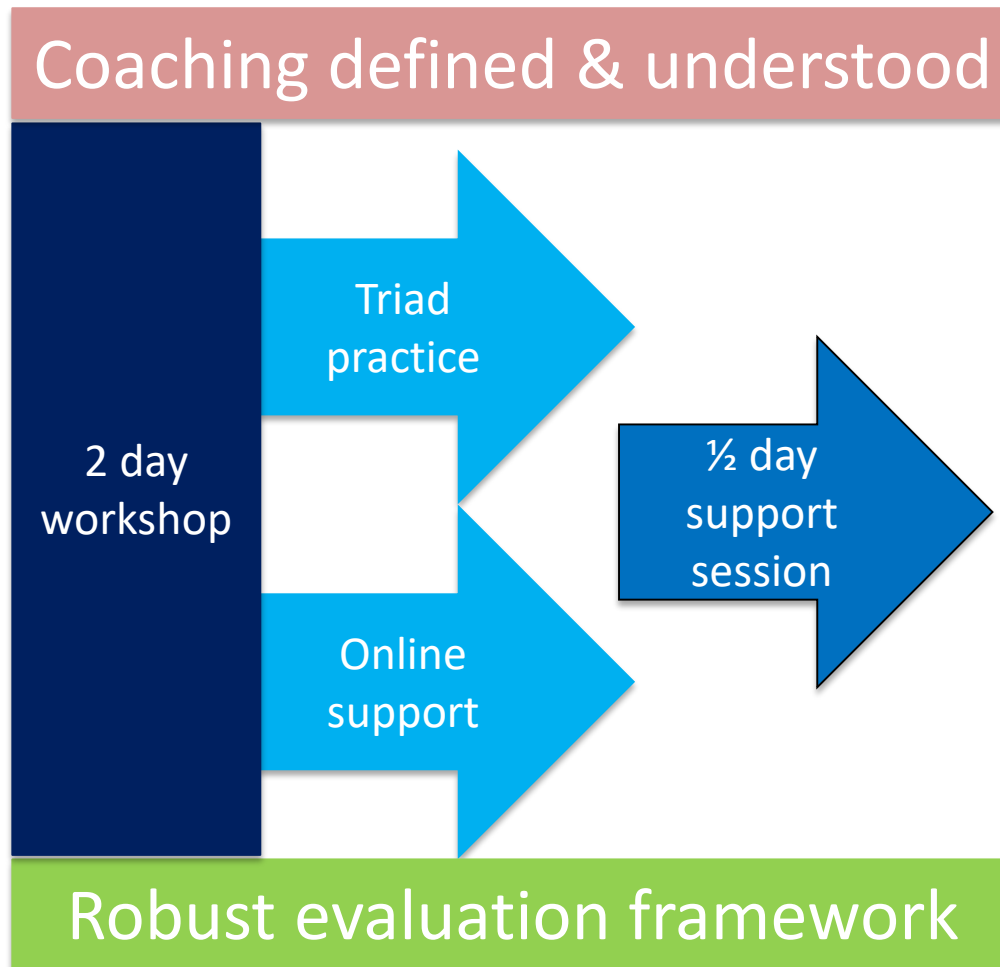 Coaching defined & understood
2 day
workshop
Triad
practice
Online
support
½ day
support
session
Robust evaluation framework